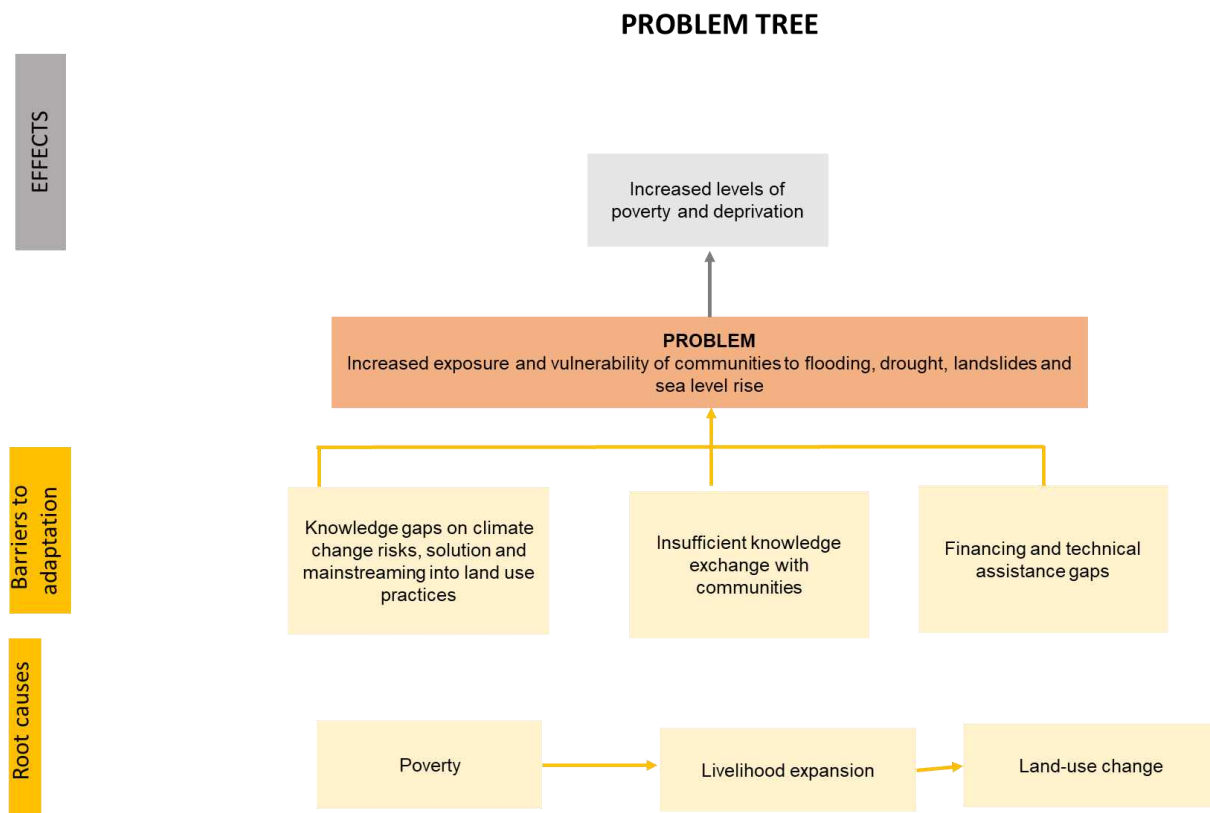 PROBLEM TREE
EFFECTS
Increased levels of
poverty and deprivation
PROBLEM
Increased exposure and vulnerability of communities to flooding, drought, landslides and
sea level rise
Barriers to
adaptation
Knowledge gaps on climate
change risks, solution and
mainstreaming into land use
practices
Insufficient knowledge
exchange with
communities
Financing and technical
assistance gaps
Root causes
Poverty
Livelihood expansion
Land-use change